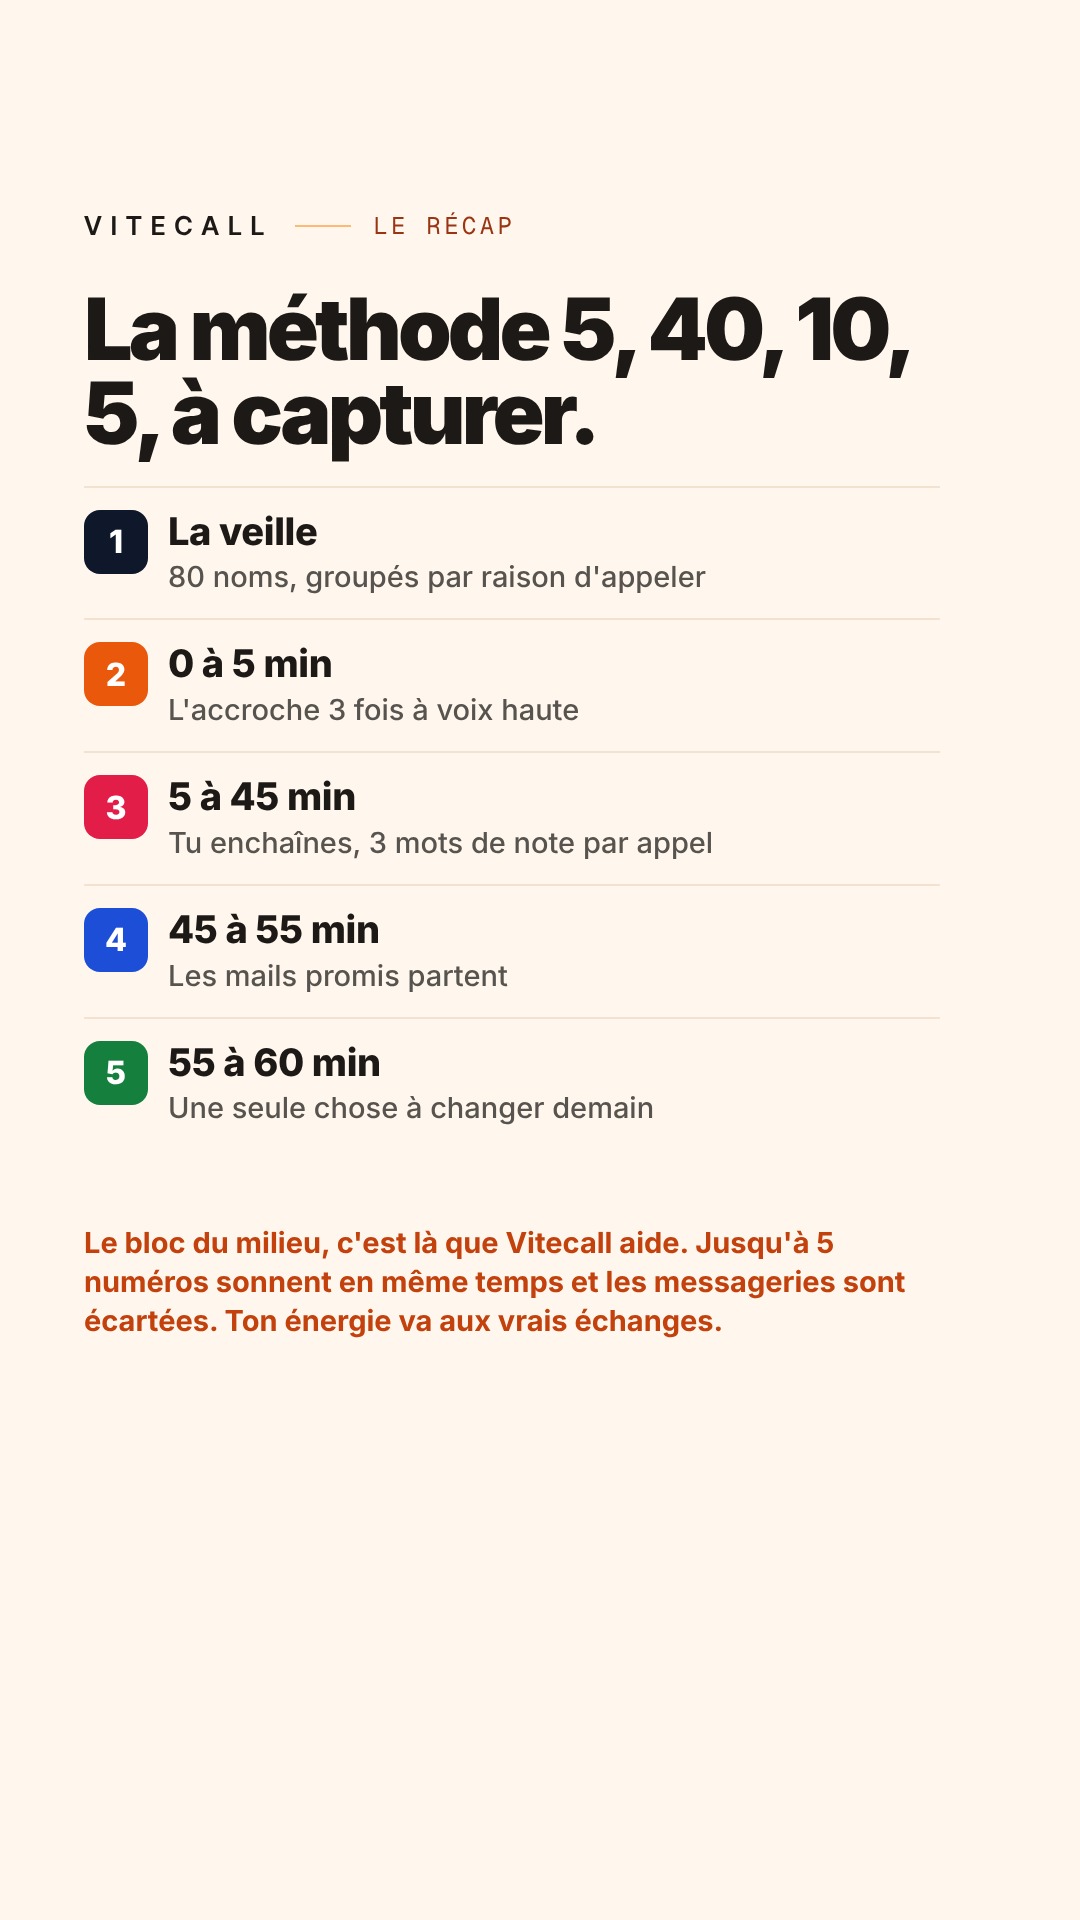 VITECALL LE RÉCAP
La méthode 5, 40, 10,
5, à capturer.
1 La veille
80 noms, groupés par raison d'appeler
2 0 à 5 min
L'accroche 3 fois à voix haute
3 5 à 45 min
Tu enchaînes, 3 mots de note par appel
4 45 à 55 min
Les mails promis partent
5 55 à 60 min
Une seule chose à changer demain
Le bloc du milieu, c'est là que Vitecall aide. Jusqu'à 5
numéros sonnent en même temps et les messageries sont
écartées. Ton énergie va aux vrais échanges.